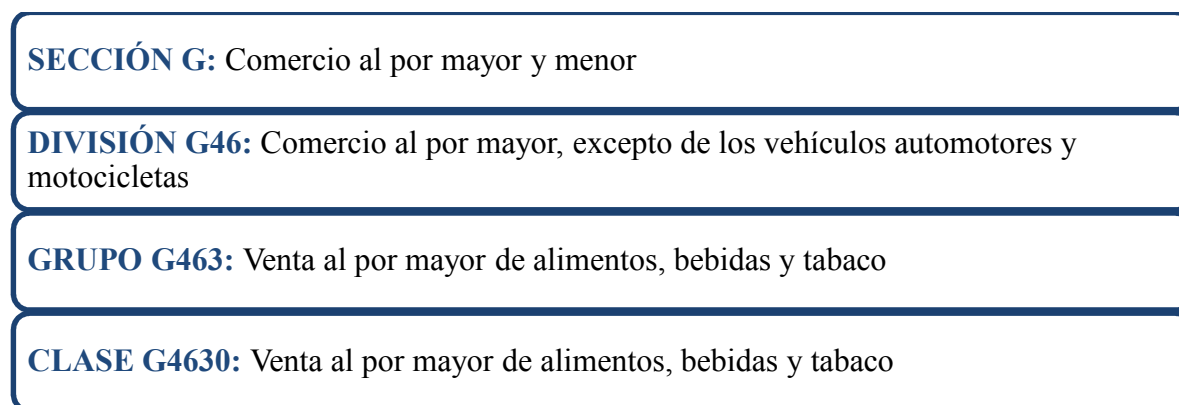 SECCIÓN G: Comercio al por mayor y menor
DIVISIÓN G46: Comercio al por mayor, excepto de los vehículos automotores y
motocicletas
GRUPO G463: Venta al por mayor de alimentos, bebidas y tabaco
CLASE G4630: Venta al por mayor de alimentos, bebidas y tabaco